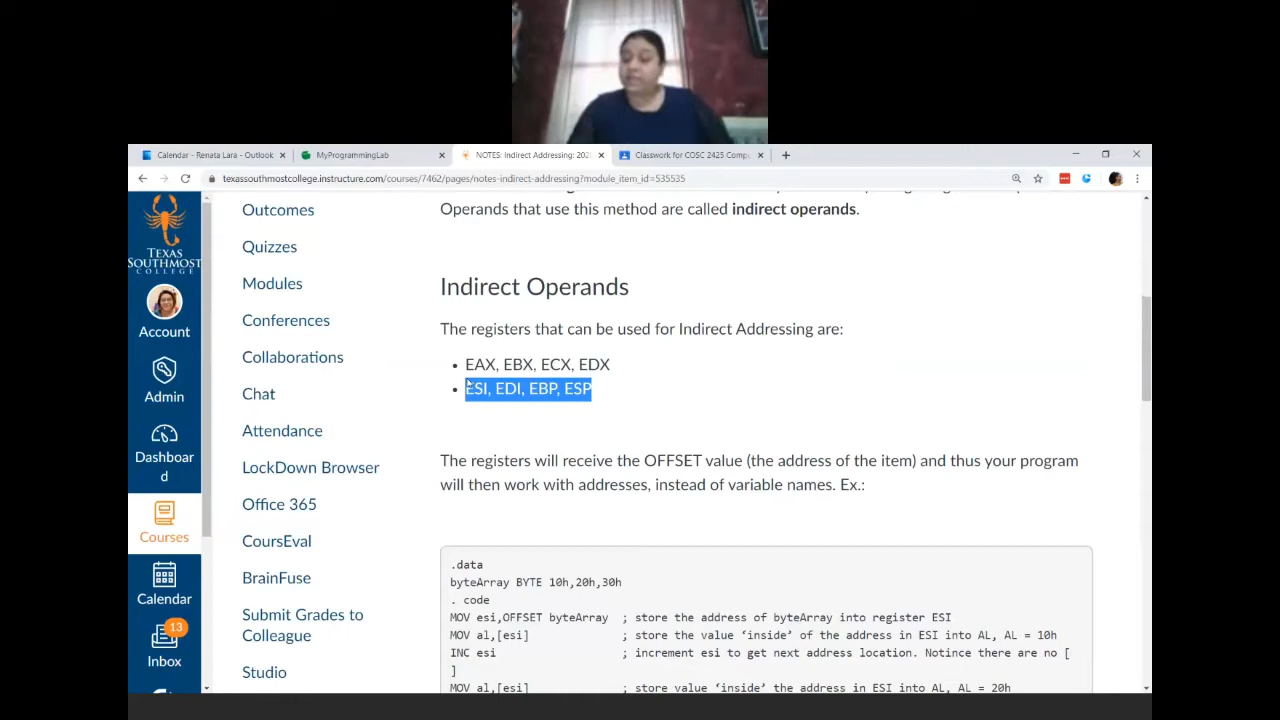 Calendar - Renata Lara - Outlook
MyProgrammingLab
NOTES: Indirect Addressing: 202
Classwork for COSC 2425 Compu
texassouthmostcollege.instructure.com/courses/7462/pages/notes-indirect-addressing?module_item_id=535535
TEXAS
SOUTHMOST
COLLEGE
Account
Admin
Dashboar
d
Courses
Calendar
13
Inbox
Outcomes
Quizzes
Modules
Conferences
Collaborations
Chat
Attendance
LockDown Browser
Office 365
CoursEval
BrainFuse
Submit Grades to
Colleague
Studio
Operands that use this method are called indirect operands.
Indirect Operands
The registers that can be used for Indirect Addressing are:
• EAX, EBX, ECX, EDX
• ESI, EDI, EBP, ESP
The registers will receive the OFFSET value (the address of the item) and thus your program
will then work with addresses, instead of variable names. Ex.:
.data
byteArray BYTE 10h,20h,30h
. code
MOV esi,OFFSET byteArray ; store the address of byteArray into register ESI
MOV al,[esi] ; store the value ‘inside’ of the address in ESI into AL, AL = 10h
INC esi ; increment esi to get next address location. Notince there are no [
]
MOV al,[esi] ; store value ‘inside’ the address in ESI into AL, AL = 20h